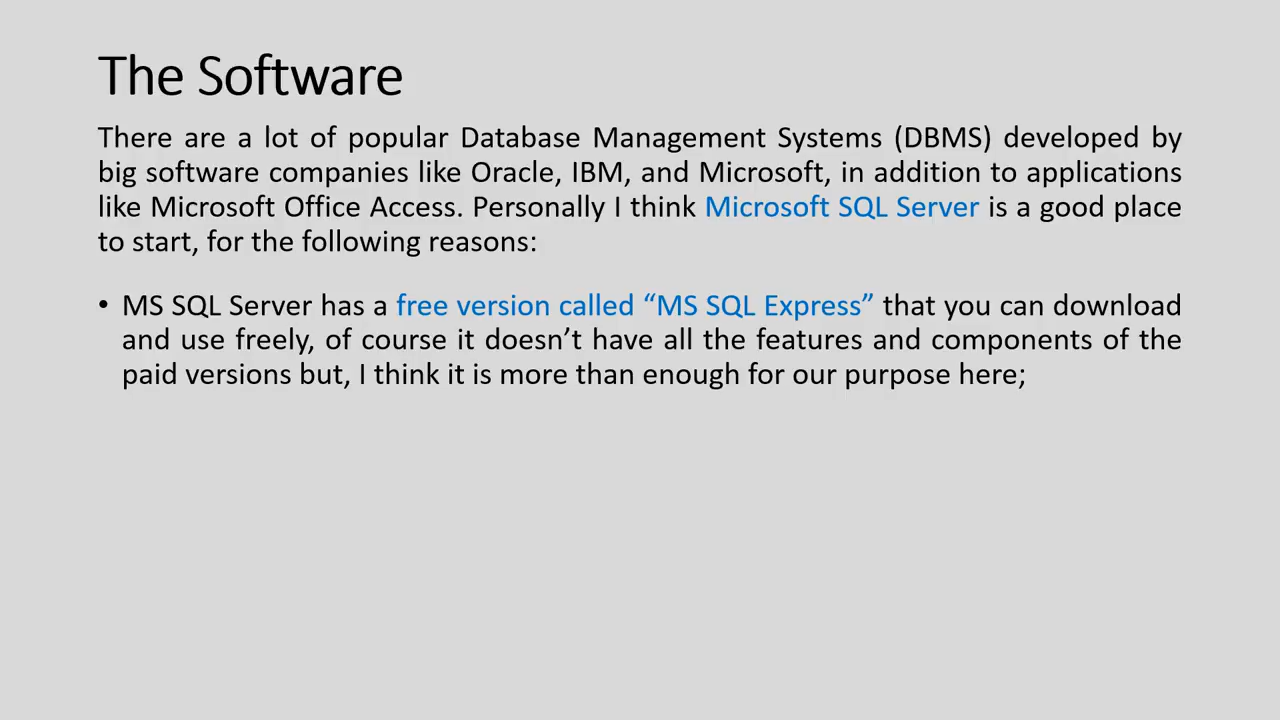 The Software
There are a lot of popular Database Management Systems (DBMS) developed by
big software companies like Oracle, IBM, and Microsoft, in addition to applications
like Microsoft Office Access. Personally I think Microsoft SQL Server is a good place
to start, for the following reasons:
• MS SQL Server has a free version called “MS SQL Express” that you can download
and use freely, of course it doesn’t have all the features and components of the
paid versions but, I think it is more than enough for our purpose here;